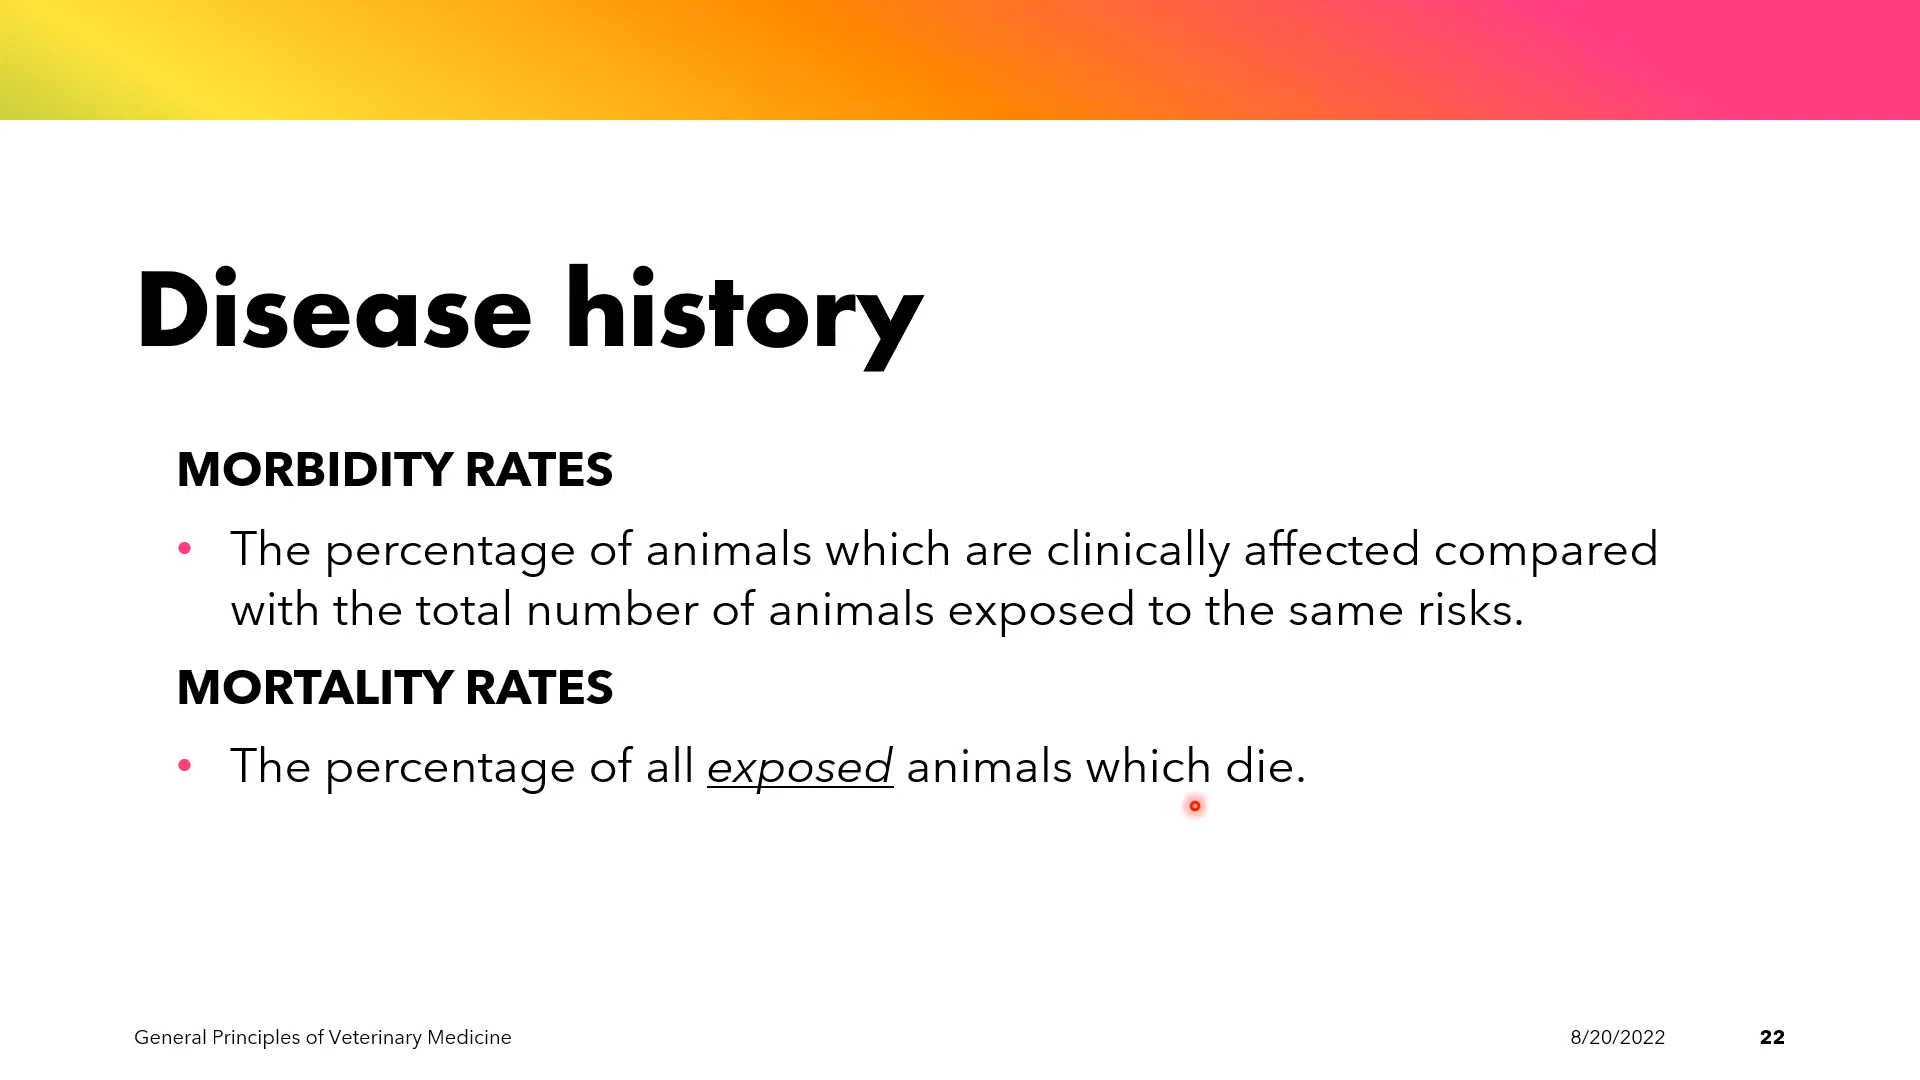 Disease history
MORBIDITY RATES
• The percentage of animals which are clinically affected compared
with the total number of animals exposed to the same risks.
MORTALITY RATES
• The percentage of all exposed animals which die.
General Principles of Veterinary Medicine
8/20/2022
22